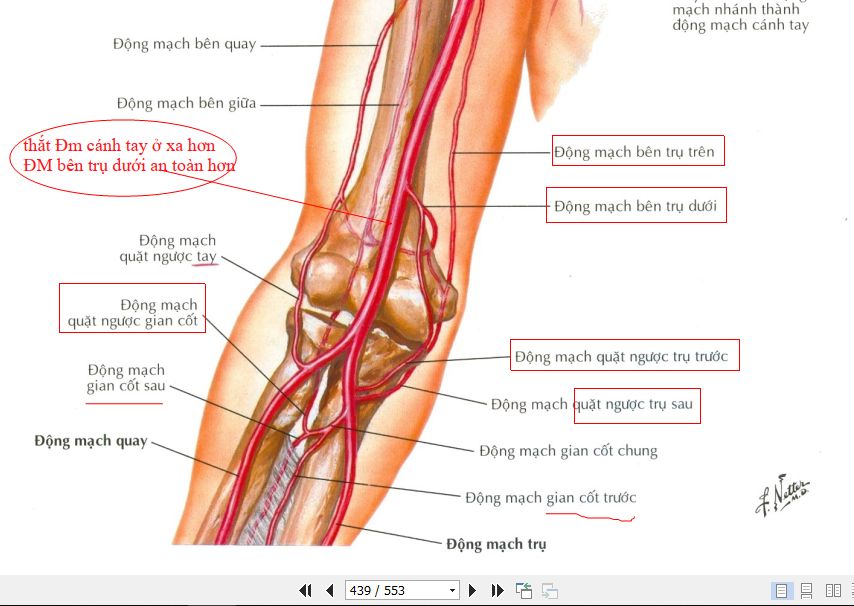 mạch nhánh thành
động mạch cánh tay
Động mạch bên quay
Động mạch bên giữa
thắt Đm cánh tay ở xa hơn
ĐM bên trụ dưới an toàn hơn
Động mạch bên trụ trên
Động mạch bên trụ dưới
Động mạch
quặt ngược tay
Động mạch
quặt ngược gian cốt
Động mạch quặt ngược trụ trước
Động mạch
gian cốt sau
Động mạch quặt ngược trụ sau
Động mạch quay
Động mạch gian cốt chung
Động mạch gian cốt trước
F. Netter
M.D.
Động mạch trụ
439 / 553